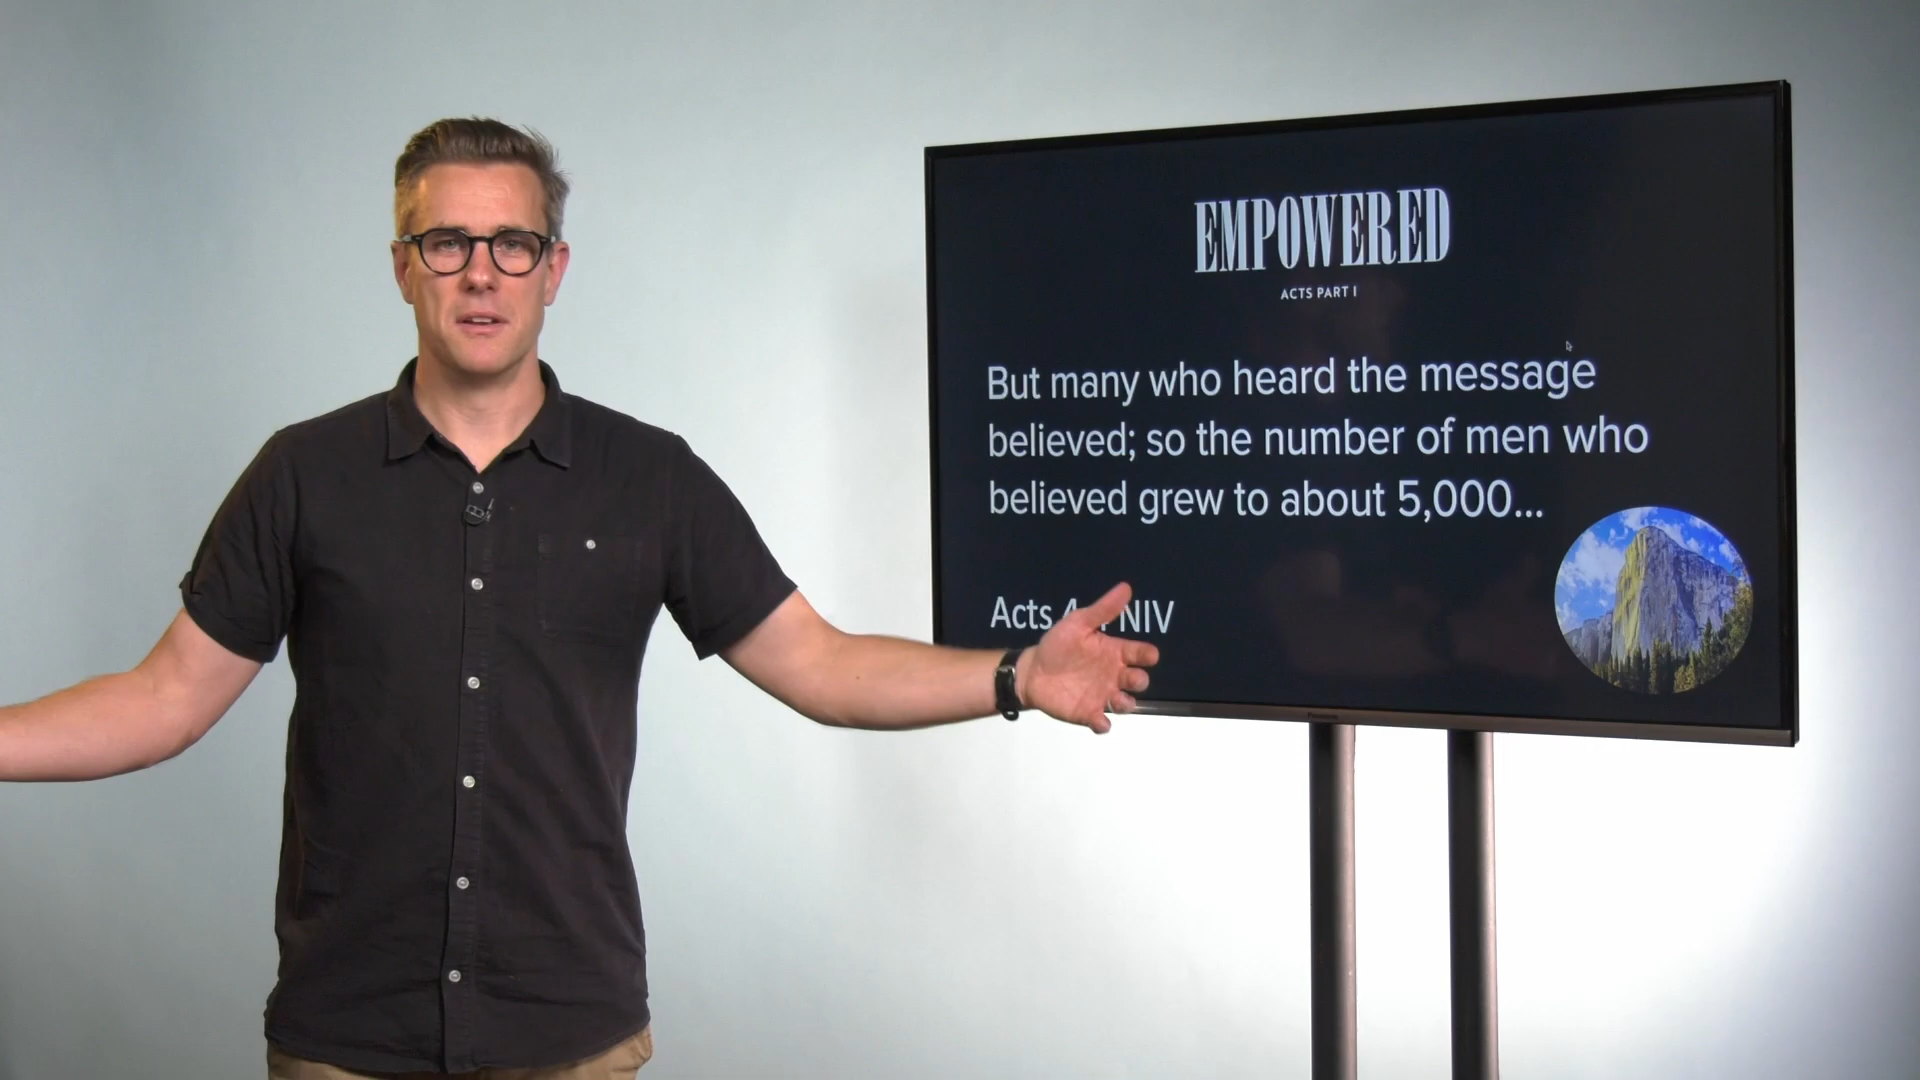 EMPOWERED
ACTS PART I
But many who heard the message
believed; so the number of men who
believed grew to about 5,000...
Acts NIV